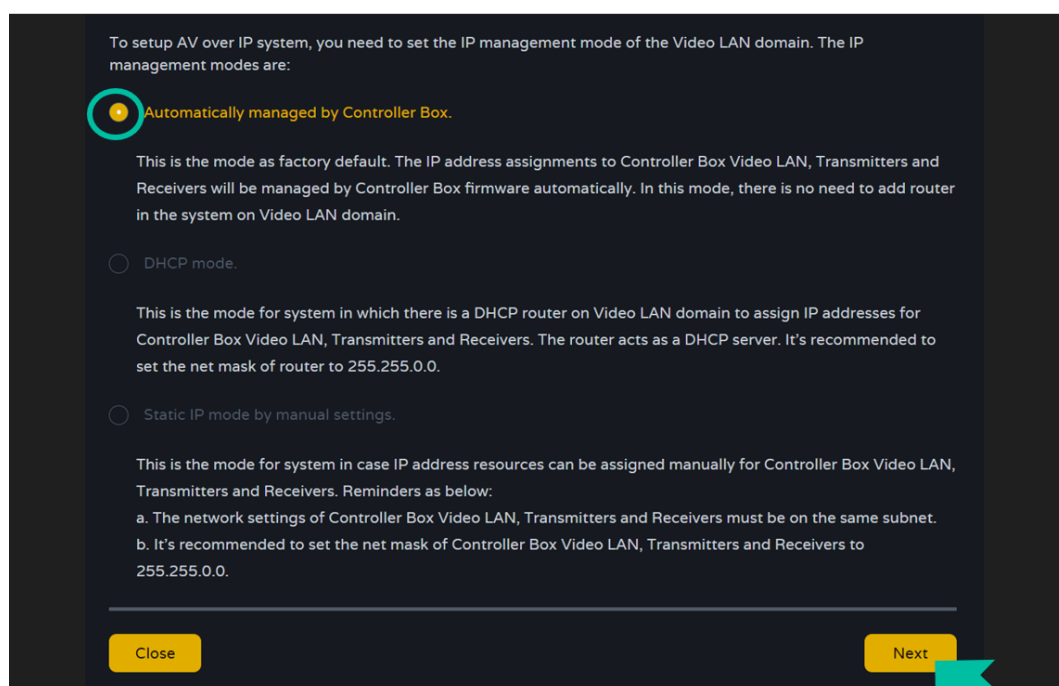 To setup AV over IP system, you need to set the IP management mode of the Video LAN domain. The IP
management modes are:
Automatically managed by Controller Box.
This is the mode as factory default. The IP address assignments to Controller Box Video LAN, Transmitters and
Receivers will be managed by Controller Box firmware automatically. In this mode, there is no need to add router
in the system on Video LAN domain.
DHCP mode.
This is the mode for system in which there is a DHCP router on Video LAN domain to assign IP addresses for
Controller Box Video LAN, Transmitters and Receivers. The router acts as a DHCP server. It's recommended to
set the net mask of router to 255.255.0.0.
Static IP mode by manual settings.
This is the mode for system in case IP address resources can be assigned manually for Controller Box Video LAN,
Transmitters and Receivers. Reminders as below:
a. The network settings of Controller Box Video LAN, Transmitters and Receivers must be on the same subnet.
b. It's recommended to set the net mask of Controller Box Video LAN, Transmitters and Receivers to
255.255.0.0.
Close
Next